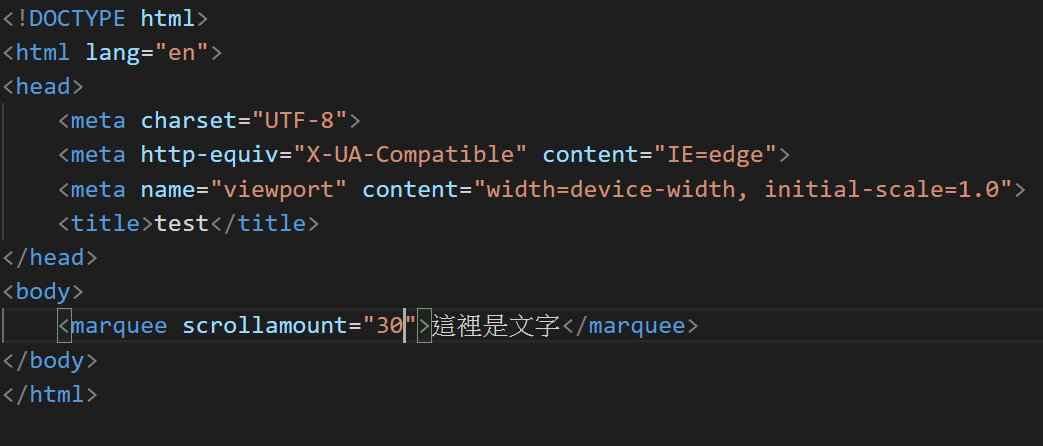 <!DOCTYPE html>
<html lang="en">
<head>
    <meta charset="UTF-8">
    <meta http-equiv="X-UA-Compatible" content="IE=edge">
    <meta name="viewport" content="width=device-width, initial-scale=1.0">
    <title>test</title>
</head>
<body>
    <marquee scrollamount="30">這裡是文字</marquee>
</body>
</html>